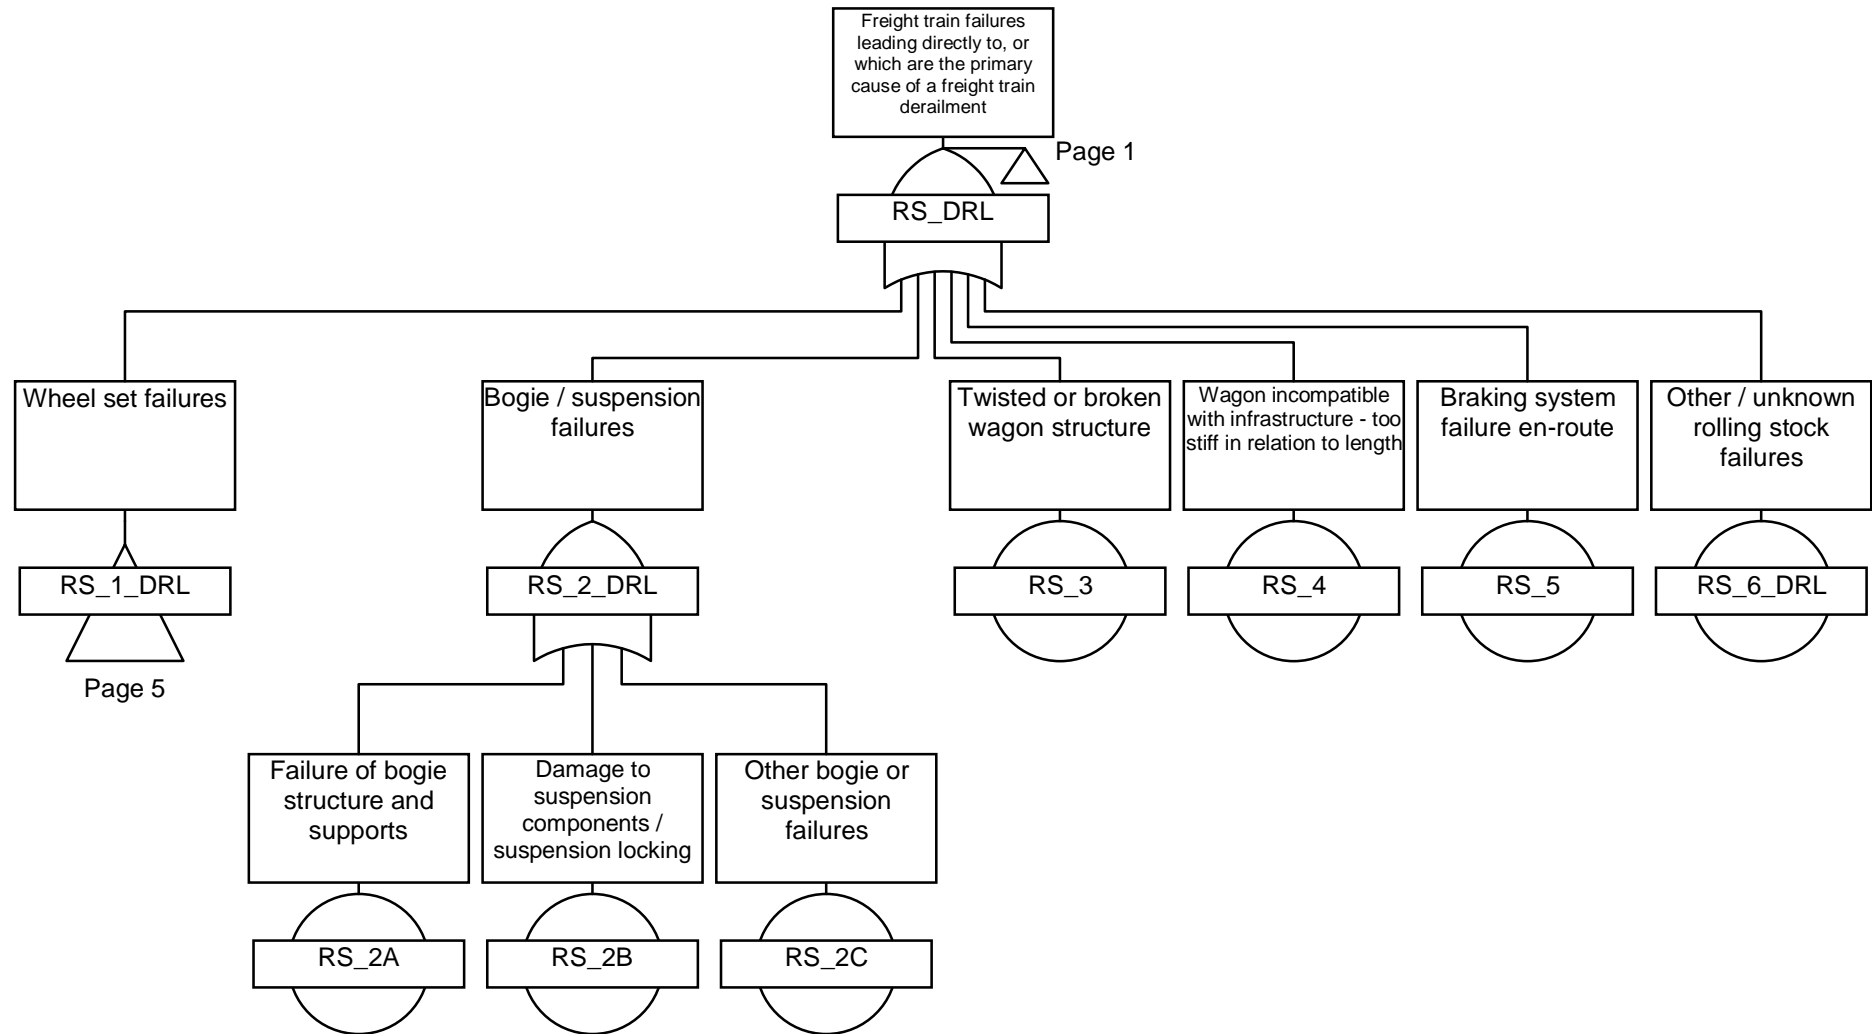 Freight train failures
leading directly to, or
which are the primary
cause of a freight train
derailment
Page 1
RS_DRL
Wheel set failures
RS_1_DRL
Page 5
Bogie / suspension
failures
RS_2_DRL
Twisted or broken
wagon structure
RS_3
Wagon incompatible
with infrastructure - too
stiff in relation to length
RS_4
Braking system
failure en-route
RS_5
Other / unknown
rolling stock
failures
RS_6_DRL
Failure of bogie
structure and
supports
RS_2A
Damage to
suspension
components /
suspension locking
RS_2B
Other bogie or
suspension
failures
RS_2C